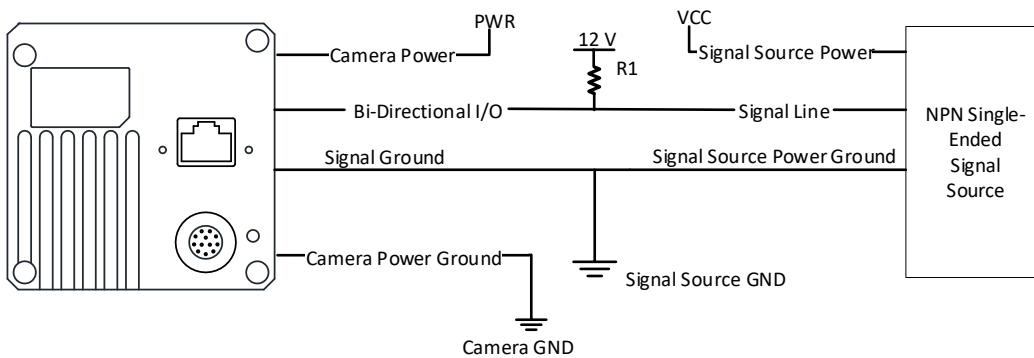 PWR
VCC
Camera Power
12 V
R1
Signal Source Power
Bi-Directional I/O
Signal Line
NPN Single-
Ended
Signal
Source
Signal Ground
Signal Source Power Ground
Camera Power Ground
Signal Source GND
Camera GND